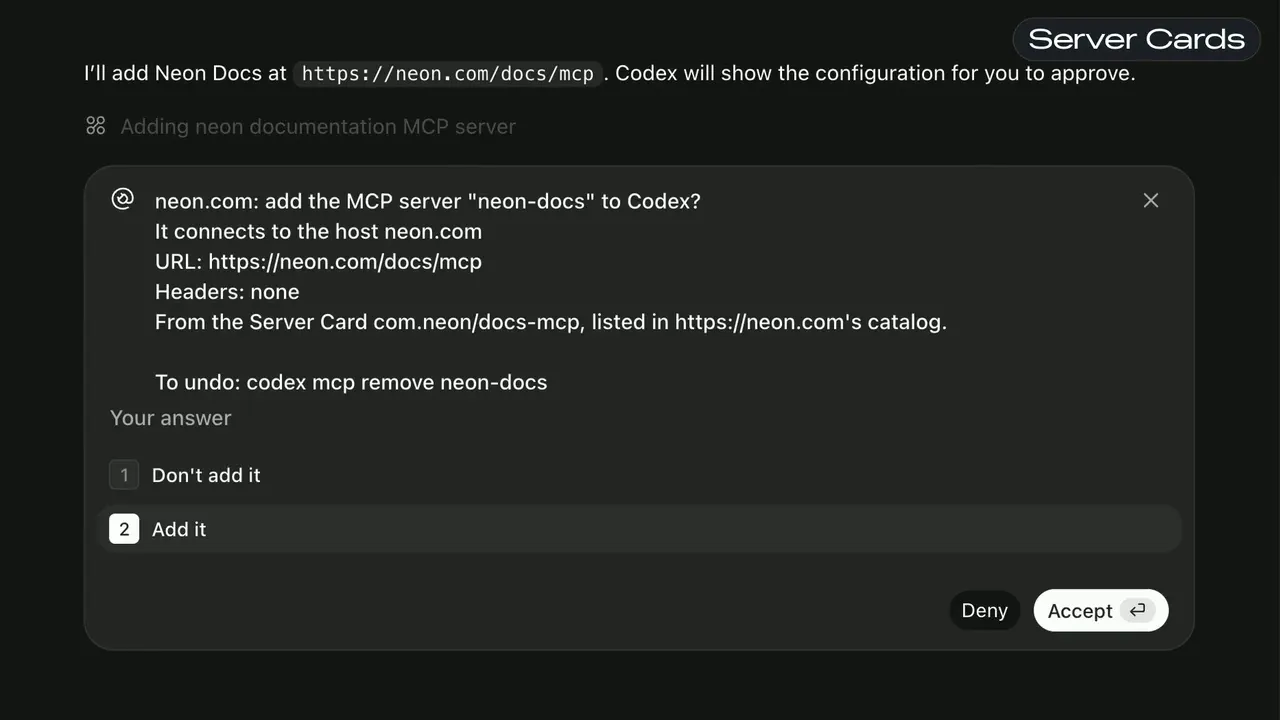 Server Cards
I’ll add Neon Docs at https://neon.com/docs/mcp. Codex will show the configuration for you to approve.
Adding neon documentation MCP server
neon.com: add the MCP server "neon-docs" to Codex?
It connects to the host neon.com
URL: https://neon.com/docs/mcp
Headers: none
From the Server Card com.neon/docs-mcp, listed in https://neon.com's catalog.
To undo: codex mcp remove neon-docs
Your answer
1 Don't add it
2 Add it
Deny Accept